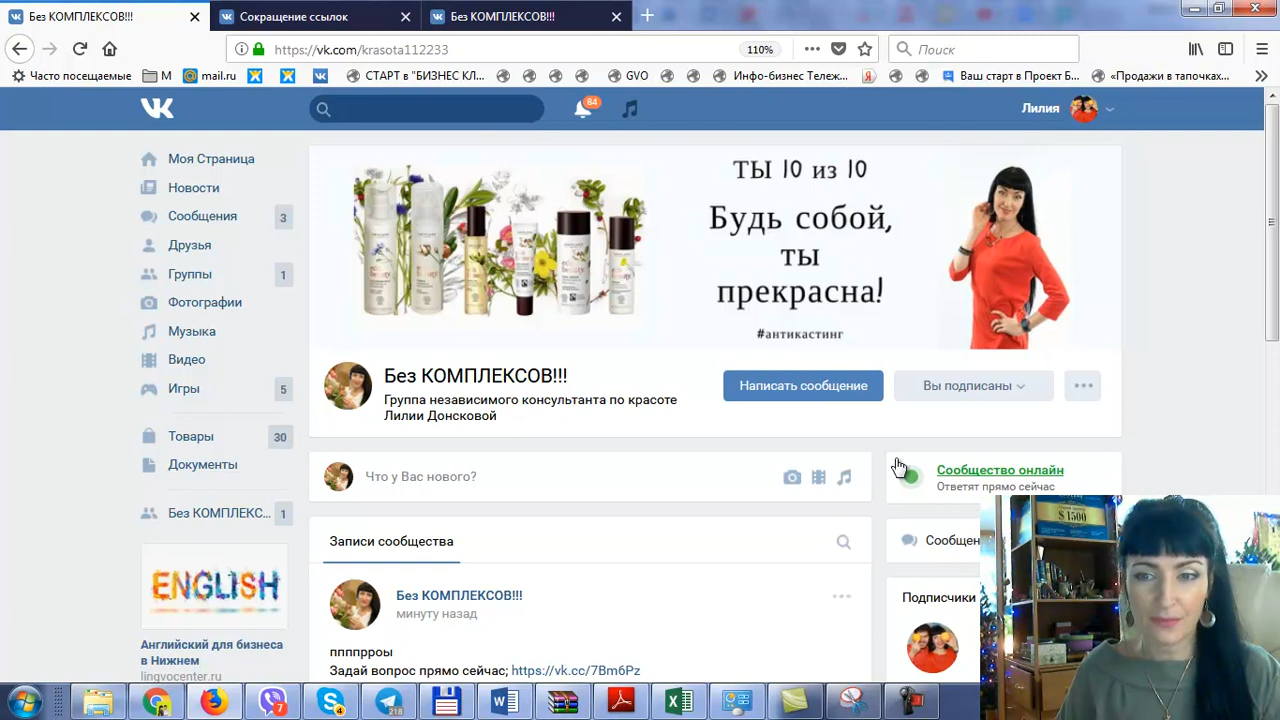 Без КОМПЛЕКСОВ!!!
Сокращение ссылок
Без КОМПЛЕКСОВ!!!
https://vk.com/krasota112233
110%
Поиск
Часто посещаемые
М
mail.ru
СТАРТ в "БИЗНЕС КЛ...
GVO
Инфо-бизнес Тележ...
Я
Ваш старт в Проект Б...
«Продажи в тапочках...
84
Лилия
Моя Страница
Новости
Сообщения
3
Друзья
Группы
1
Фотографии
Музыка
Видео
Игры
5
Товары
30
Документы
Без КОМПЛЕКС...
1
ENGLISH
Английский для бизнеса
в Нижнем
lingvocenter.ru
ТЫ 10 из 10
Будь собой,
ты
прекрасна!
#антикастинг
Без КОМПЛЕКСОВ!!!
Группа независимого консультанта по красоте
Лилии Донсковой
Написать сообщение
Вы подписаны
Что у Вас нового?
Сообщество онлайн
Ответят прямо сейчас
Записи сообщества
Сообщен
Без КОМПЛЕКСОВ!!!
минуту назад
Подписчики
ппппрроы
Задай вопрос прямо сейчас; https://vk.cc/7Bm6Pz
$ 1500
7
4
218